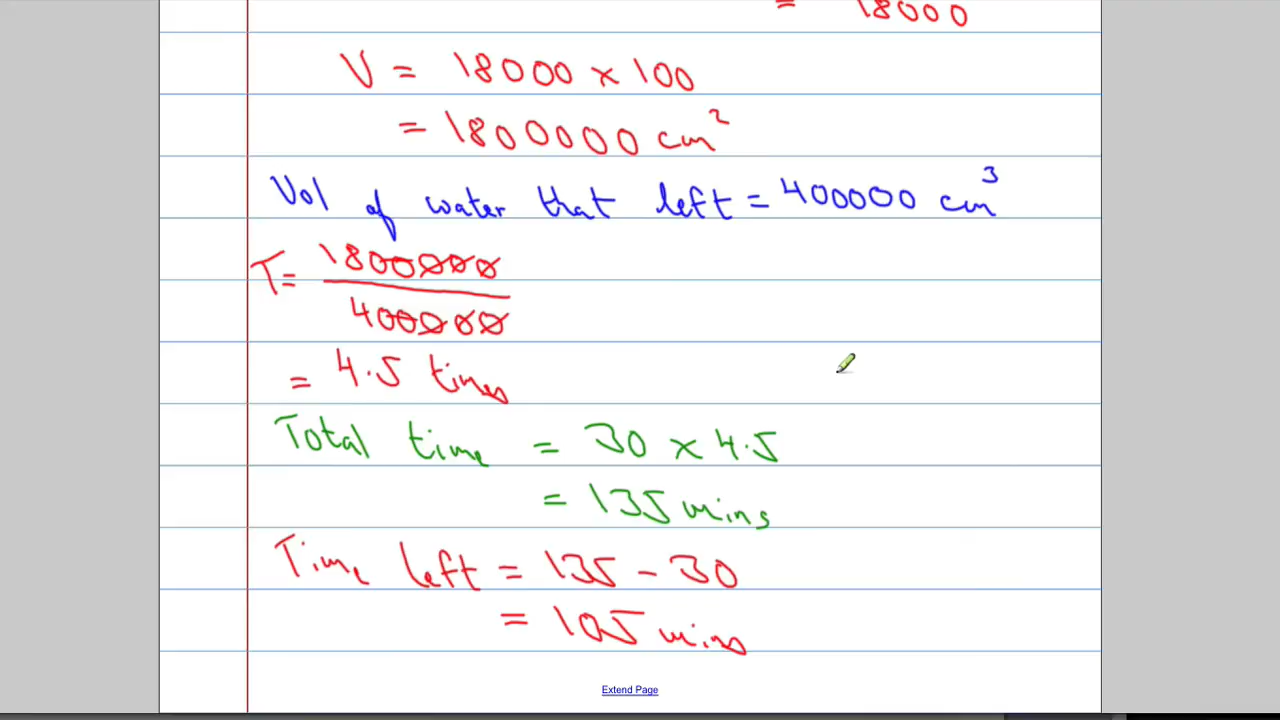 = 18000
V = 18000 × 100
= 1800000 cm²
Vol of water that left = 400000 cm³
T = 1800000
400000
= 4.5 times
Total time = 30 × 4.5
= 135 mins
Time left = 135 - 30
= 105 mins
Extend Page